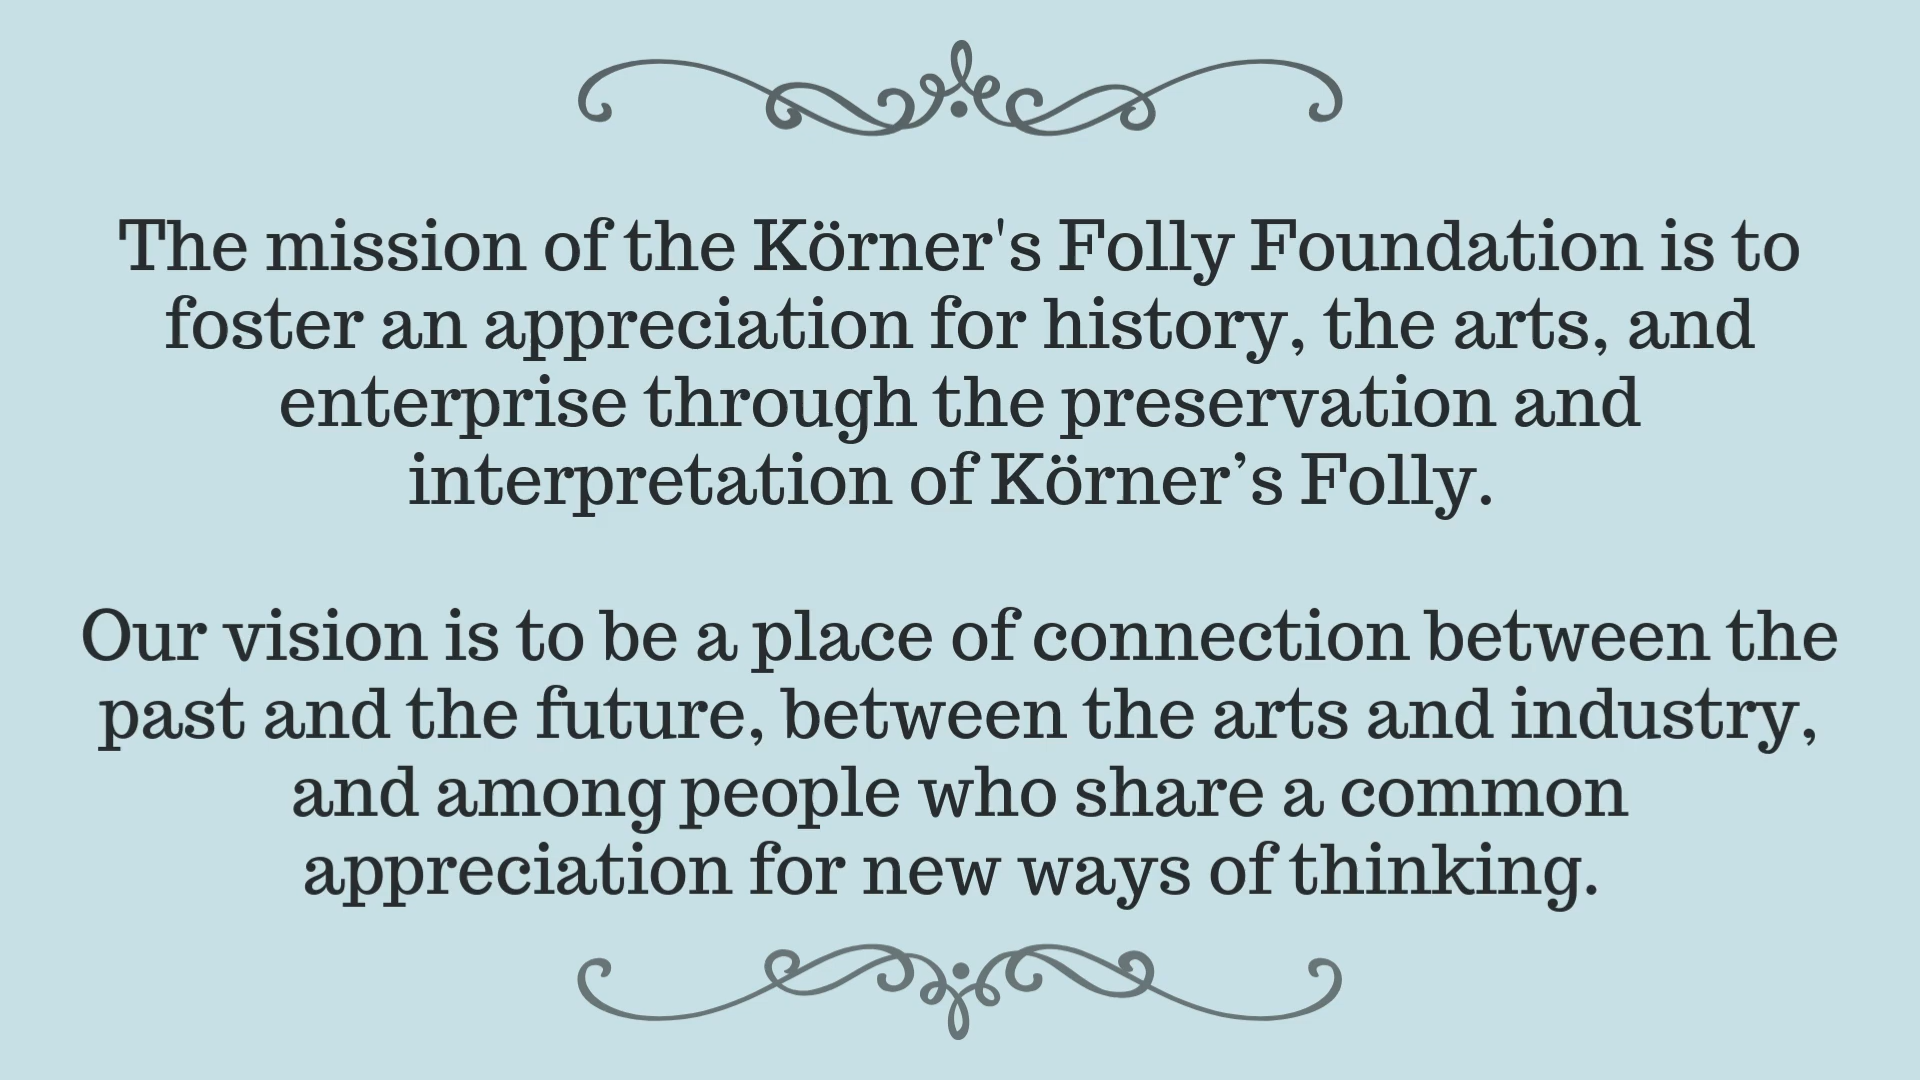 The mission of the Körner's Folly Foundation is to
foster an appreciation for history, the arts, and
enterprise through the preservation and
interpretation of Körner’s Folly.
Our vision is to be a place of connection between the
past and the future, between the arts and industry,
and among people who share a common
appreciation for new ways of thinking.